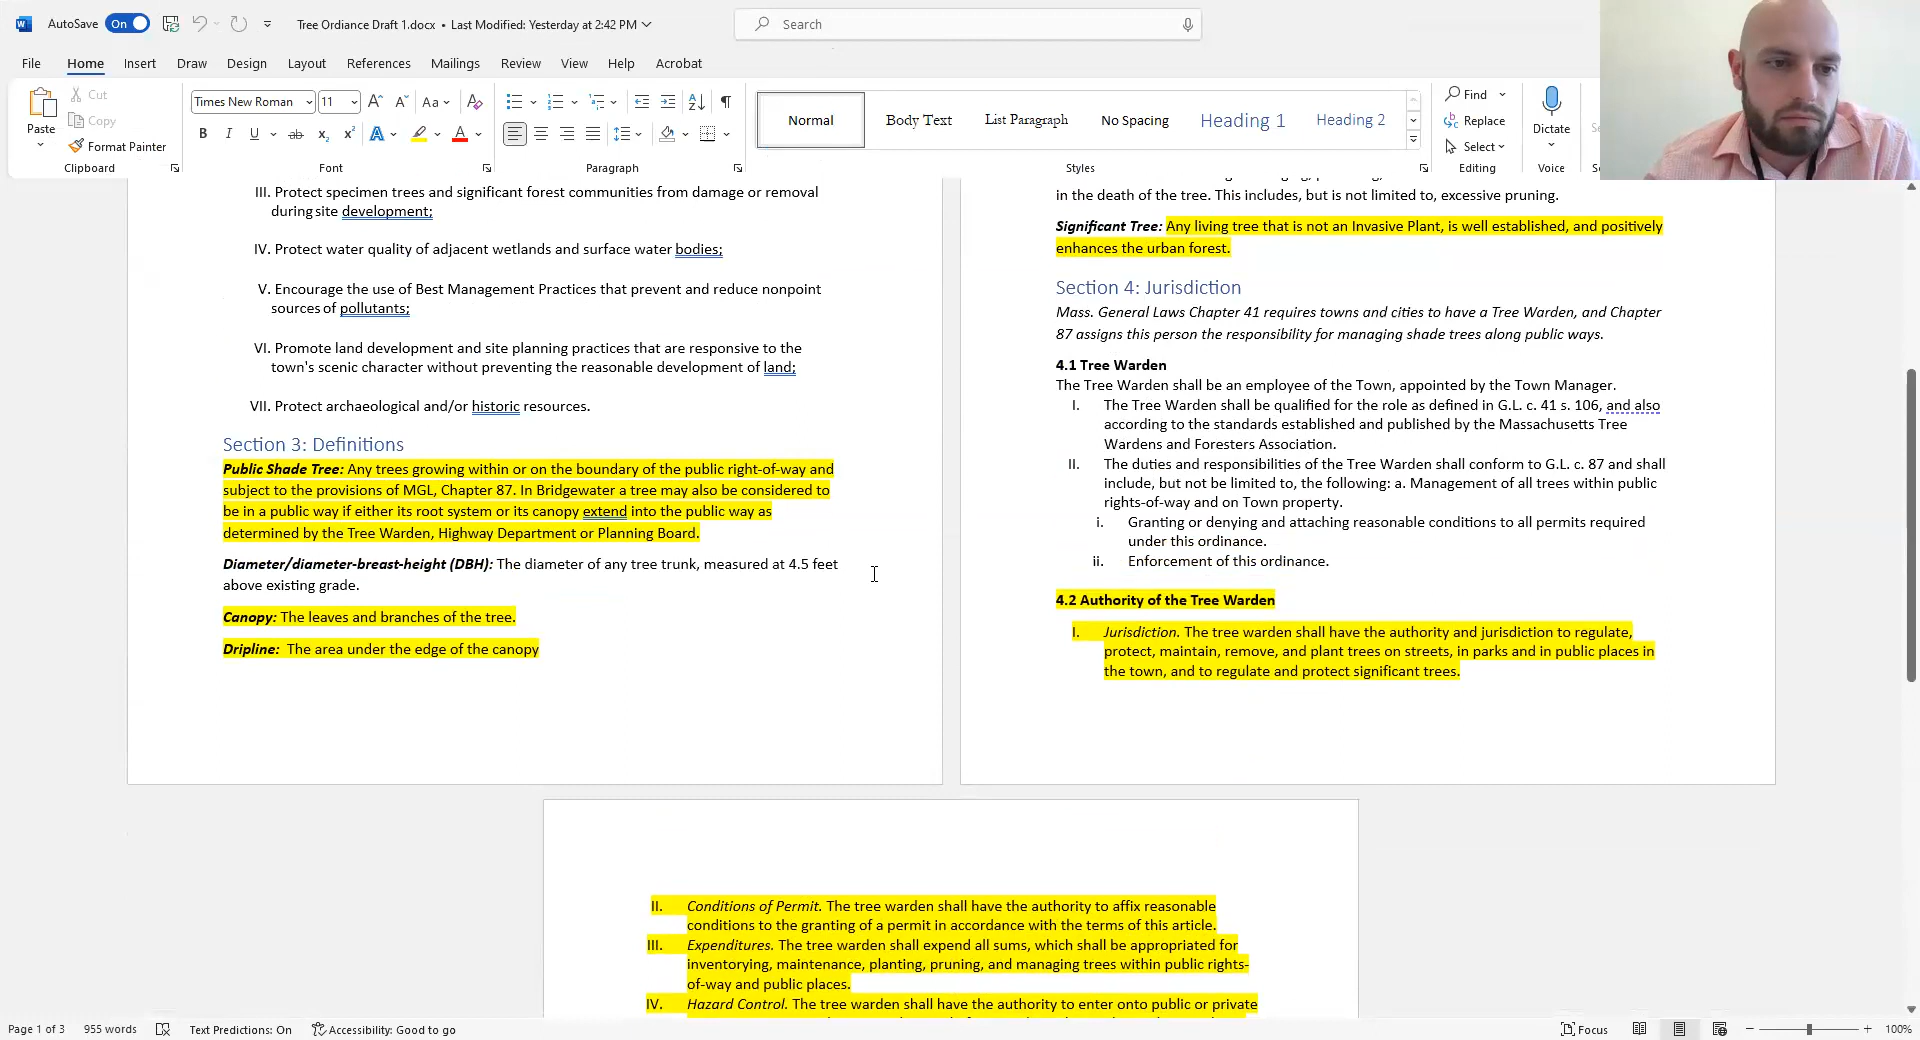 AutoSave On Tree Ordiance Draft 1.docx • Last Modified: Yesterday at 2:42 PM Search
File Home Insert Draw Design Layout References Mailings Review View Help Acrobat
Paste Cut Copy Format Painter
Times New Roman 11
Normal Body Text List Paragraph No Spacing Heading 1 Heading 2
Find Replace Select Dictate
Clipboard Font Paragraph Styles Editing Voice
III. Protect specimen trees and significant forest communities from damage or removal
during site development;
IV. Protect water quality of adjacent wetlands and surface water bodies;
V. Encourage the use of Best Management Practices that prevent and reduce nonpoint
sources of pollutants;
VI. Promote land development and site planning practices that are responsive to the
town's scenic character without preventing the reasonable development of land;
VII. Protect archaeological and/or historic resources.
Section 3: Definitions
Public Shade Tree: Any trees growing within or on the boundary of the public right-of-way and
subject to the provisions of MGL, Chapter 87. In Bridgewater a tree may also be considered to
be in a public way if either its root system or its canopy extend into the public way as
determined by the Tree Warden, Highway Department or Planning Board.
Diameter/diameter-breast-height (DBH): The diameter of any tree trunk, measured at 4.5 feet
above existing grade.
Canopy: The leaves and branches of the tree.
Dripline: The area under the edge of the canopy
in the death of the tree. This includes, but is not limited to, excessive pruning.
Significant Tree: Any living tree that is not an Invasive Plant, is well established, and positively
enhances the urban forest.
Section 4: Jurisdiction
Mass. General Laws Chapter 41 requires towns and cities to have a Tree Warden, and Chapter
87 assigns this person the responsibility for managing shade trees along public ways.
4.1 Tree Warden
The Tree Warden shall be an employee of the Town, appointed by the Town Manager.
I. The Tree Warden shall be qualified for the role as defined in G.L. c. 41 s. 106, and also
according to the standards established and published by the Massachusetts Tree
Wardens and Foresters Association.
II. The duties and responsibilities of the Tree Warden shall conform to G.L. c. 87 and shall
include, but not be limited to, the following: a. Management of all trees within public
rights-of-way and on Town property.
i. Granting or denying and attaching reasonable conditions to all permits required
under this ordinance.
ii. Enforcement of this ordinance.
4.2 Authority of the Tree Warden
I. Jurisdiction. The tree warden shall have the authority and jurisdiction to regulate,
protect, maintain, remove, and plant trees on streets, in parks and in public places in
the town, and to regulate and protect significant trees.
II. Conditions of Permit. The tree warden shall have the authority to affix reasonable
conditions to the granting of a permit in accordance with the terms of this article.
III. Expenditures. The tree warden shall expend all sums, which shall be appropriated for
inventorying, maintenance, planting, pruning, and managing trees within public rights-
of-way and public places.
IV. Hazard Control. The tree warden shall have the authority to enter onto public or private
Page 1 of 3 955 words Text Predictions: On Accessibility: Good to go Focus 100%